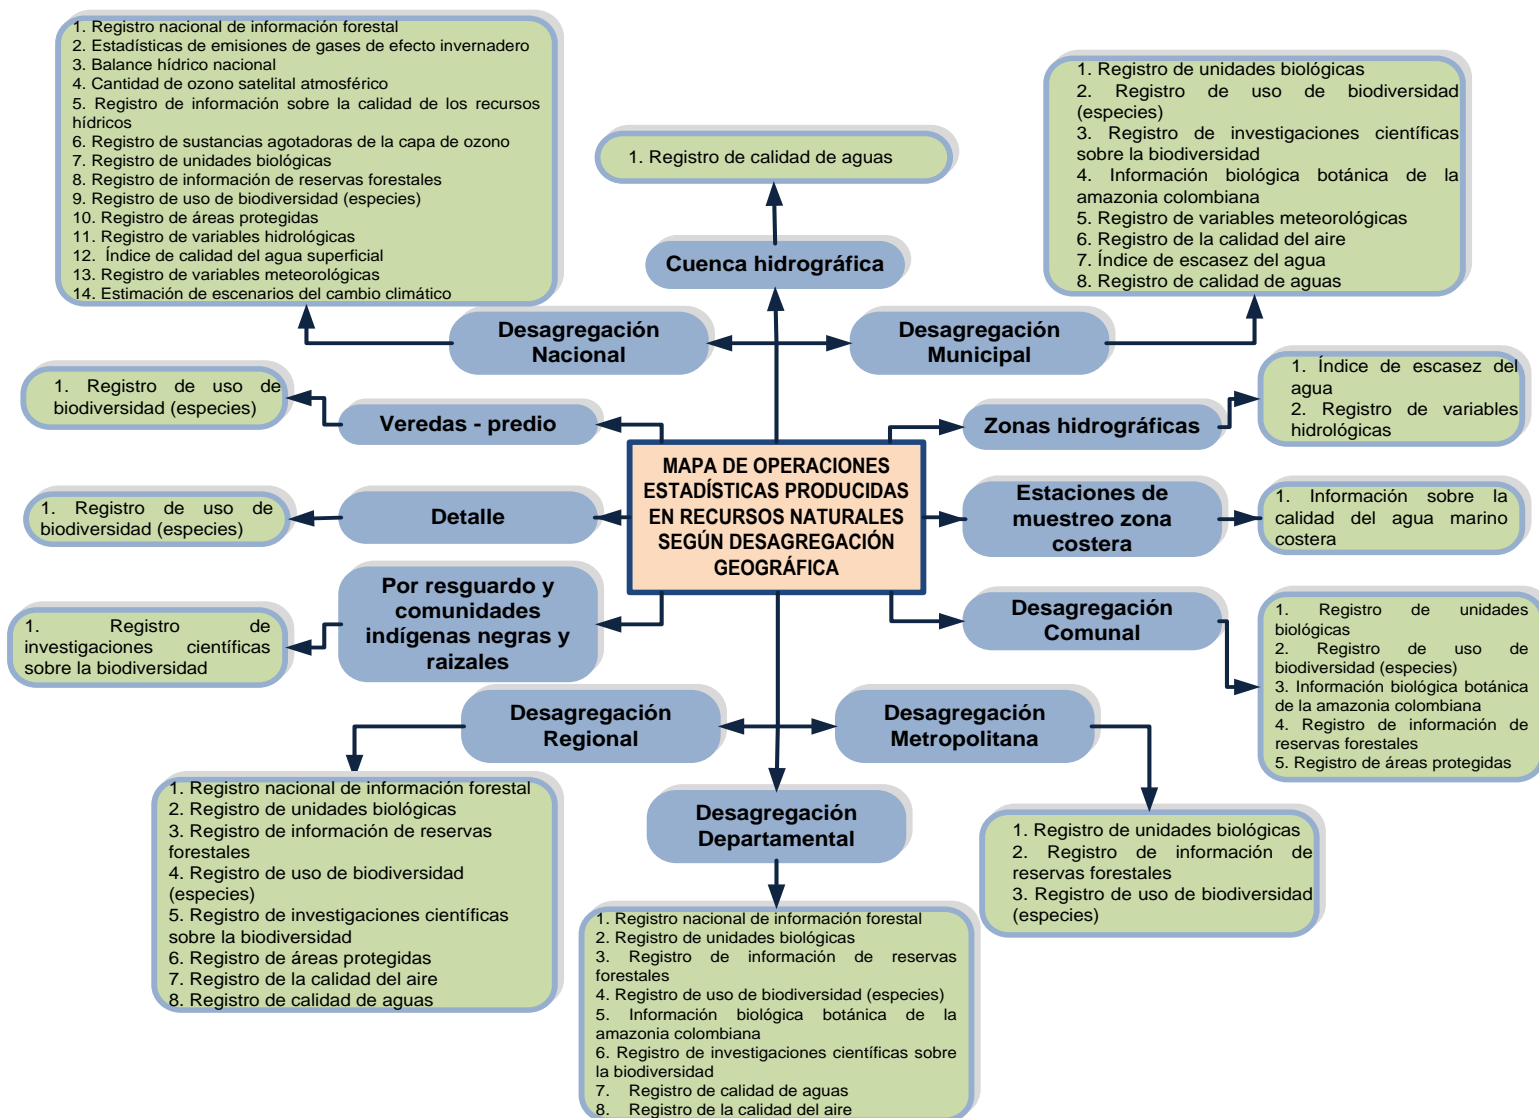 1. Registro nacional de información forestal
2. Estadísticas de emisiones de gases de efecto invernadero
3. Balance hídrico nacional
4. Cantidad de ozono satelital atmosférico
5. Registro de información sobre la calidad de los recursos
hídricos
6. Registro de sustancias agotadoras de la capa de ozono
7. Registro de unidades biológicas
8. Registro de información de reservas forestales
9. Registro de uso de biodiversidad (especies)
10. Registro de áreas protegidas
11. Registro de variables hidrológicas
12. Índice de calidad del agua superficial
13. Registro de variables meteorológicas
14. Estimación de escenarios del cambio climático
1. Registro de calidad de aguas
1. Registro de unidades biológicas
2. Registro de uso de biodiversidad
(especies)
3. Registro de investigaciones científicas
sobre la biodiversidad
4. Información biológica botánica de la
amazonia colombiana
5. Registro de variables meteorológicas
6. Registro de la calidad del aire
7. Índice de escasez del agua
8. Registro de calidad de aguas
Cuenca hidrográfica
Desagregación
Nacional
Desagregación
Municipal
1. Registro de uso de
biodiversidad (especies)
Veredas - predio
Zonas hidrográficas
1. Índice de escasez del
agua
2. Registro de variables
hidrológicas
MAPA DE OPERACIONES
ESTADÍSTICAS PRODUCIDAS
EN RECURSOS NATURALES
SEGÚN DESAGREGACIÓN
GEOGRÁFICA
1. Registro de uso de
biodiversidad (especies)
Detalle
Estaciones de
muestreo zona
costera
1. Información sobre la
calidad del agua marino
costera
1. Registro de
investigaciones científicas
sobre la biodiversidad
Por resguardo y
comunidades
indígenas negras y
raizales
Desagregación
Comunal
1. Registro de unidades
biológicas
2. Registro de uso de
biodiversidad (especies)
3. Información biológica botánica
de la amazonia colombiana
4. Registro de información de
reservas forestales
5. Registro de áreas protegidas
Desagregación
Regional
Desagregación
Metropolitana
1. Registro nacional de información forestal
2. Registro de unidades biológicas
3. Registro de información de reservas
forestales
4. Registro de uso de biodiversidad
(especies)
5. Registro de investigaciones científicas
sobre la biodiversidad
6. Registro de áreas protegidas
7. Registro de la calidad del aire
8. Registro de calidad de aguas
Desagregación
Departamental
1. Registro de unidades biológicas
2. Registro de información de
reservas forestales
3. Registro de uso de biodiversidad
(especies)
1. Registro nacional de información forestal
2. Registro de unidades biológicas
3. Registro de información de reservas
forestales
4. Registro de uso de biodiversidad (especies)
5. Información biológica botánica de la
amazonia colombiana
6. Registro de investigaciones científicas sobre
la biodiversidad
7. Registro de calidad de aguas
8. Registro de la calidad del aire